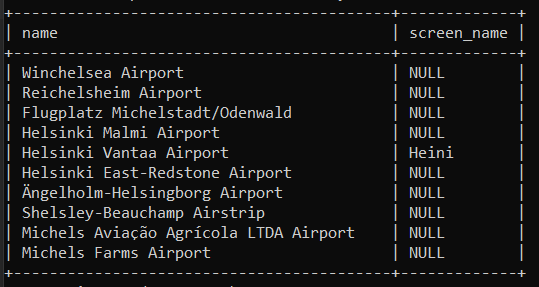 name screen_name
Winchelsea Airport NULL
Reichelsheim Airport NULL
Flugplatz Michelstadt/Odenwald NULL
Helsinki Malmi Airport NULL
Helsinki Vantaa Airport Heini
Helsinki East-Redstone Airport NULL
Ängelholm-Helsingborg Airport NULL
Shelsley-Beauchamp Airstrip NULL
Michels Aviação Agrícola LTDA Airport NULL
Michels Farms Airport NULL